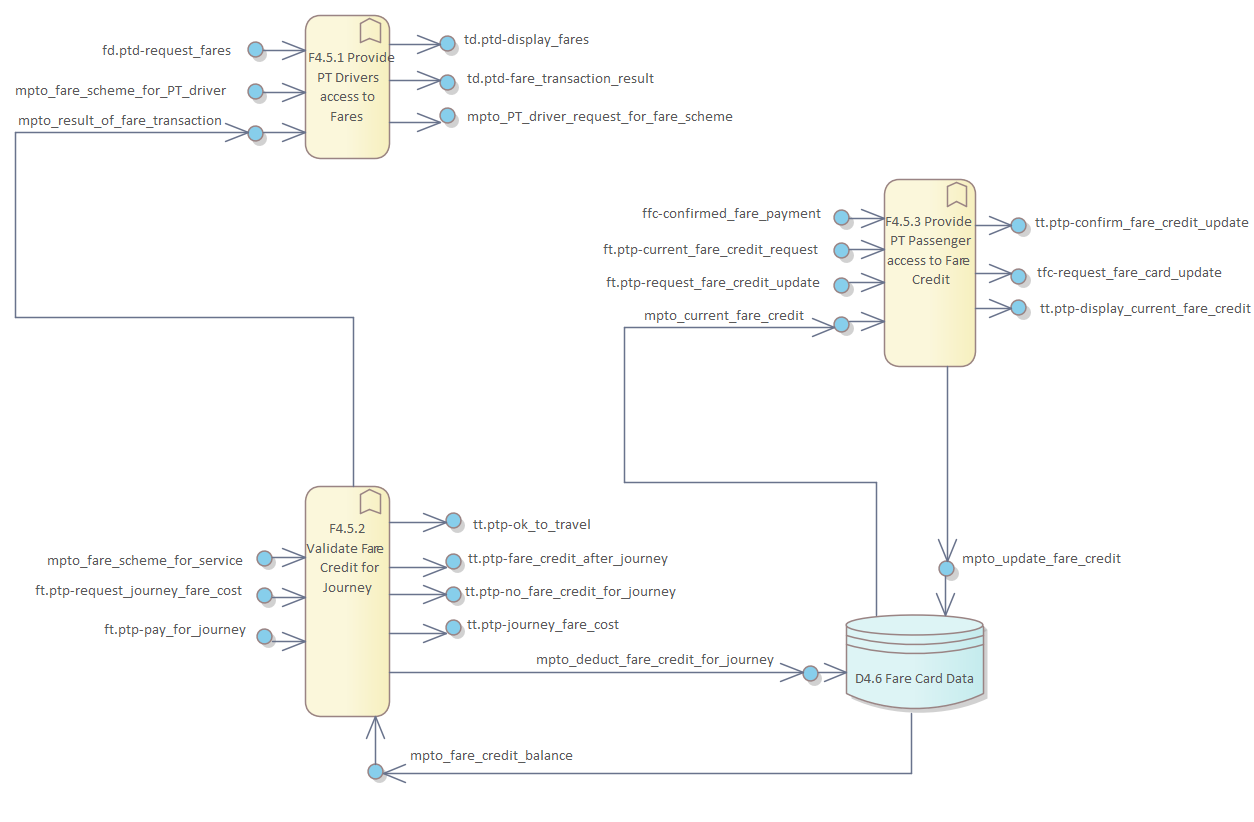 fd.ptd-request_fares
mpto_fare_scheme_for_PT_driver
mpto_result_of_fare_transaction
F4.5.1 Provide
PT Drivers
access to
Fares
td.ptd-display_fares
td.ptd-fare_transaction_result
mpto_PT_driver_request_for_fare_scheme
ffc-confirmed_fare_payment
ft.ptp-current_fare_credit_request
ft.ptp-request_fare_credit_update
mpto_current_fare_credit
F4.5.3 Provide
PT Passenger
access to Fare
Credit
tt.ptp-confirm_fare_credit_update
tfc-request_fare_card_update
tt.ptp-display_current_fare_credit
mpto_fare_scheme_for_service
ft.ptp-request_journey_fare_cost
ft.ptp-pay_for_journey
F4.5.2
Validate Fare
Credit for
Journey
tt.ptp-ok_to_travel
tt.ptp-fare_credit_after_journey
tt.ptp-no_fare_credit_for_journey
tt.ptp-journey_fare_cost
mpto_deduct_fare_credit_for_journey
mpto_update_fare_credit
D4.6 Fare Card Data
mpto_fare_credit_balance